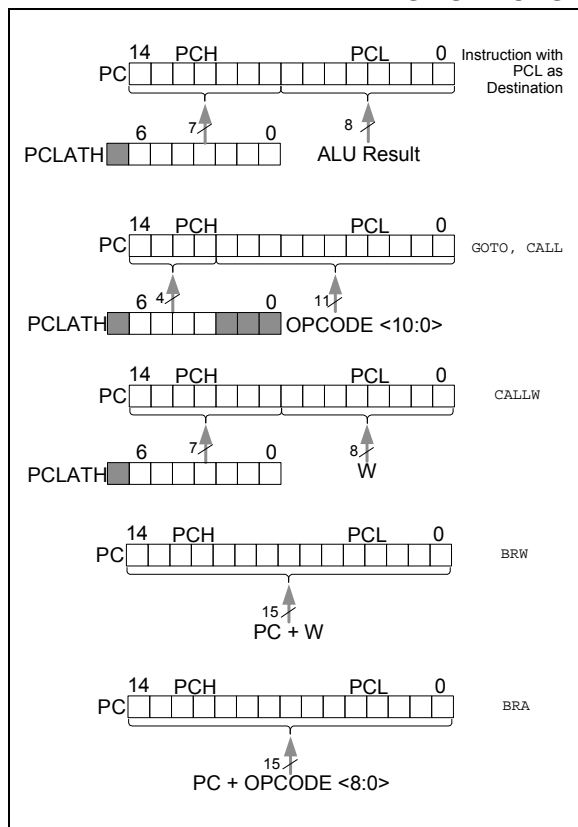 14 PCH PCL 0 Instruction with
PC PCL as
Destination
6 7 0 8
PCLATH ALU Result
14 PCH PCL 0
PC GOTO, CALL
6 4 0 11
PCLATH OPCODE <10:0>
14 PCH PCL 0
PC CALLW
6 7 0 8
PCLATH W
14 PCH PCL 0
PC BRW
15
PC + W
14 PCH PCL 0
PC BRA
15
PC + OPCODE <8:0>